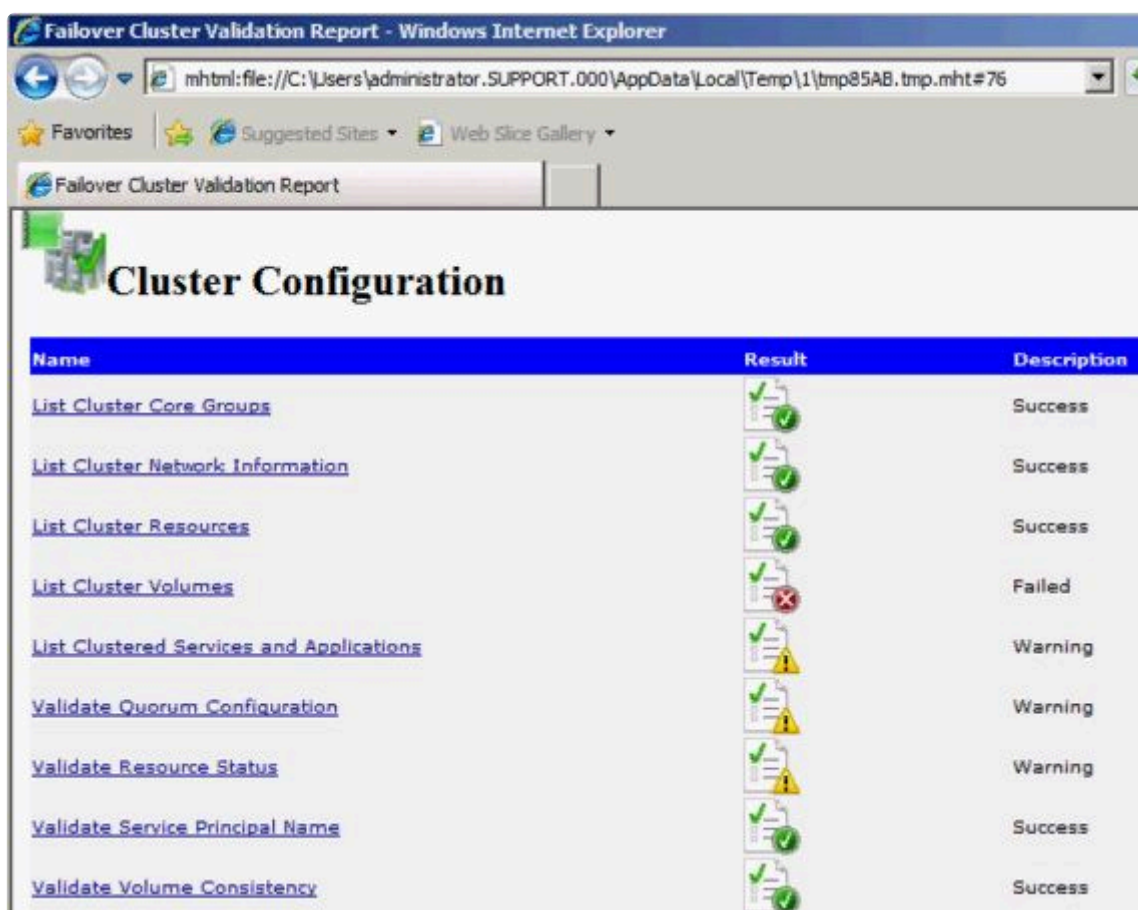 Failover Cluster Validation Report - Windows Internet Explorer
mhtml:file://C:\Users\administrator.SUPPORT.000\AppData\Local\Temp\1\tmp85AB.tmp.mht#76
Favorites Suggested Sites Web Slice Gallery
Failover Cluster Validation Report
Cluster Configuration
Name Result Description
List Cluster Core Groups Success
List Cluster Network Information Success
List Cluster Resources Success
List Cluster Volumes Failed
List Clustered Services and Applications Warning
Validate Quorum Configuration Warning
Validate Resource Status Warning
Validate Service Principal Name Success
Validate Volume Consistency Success